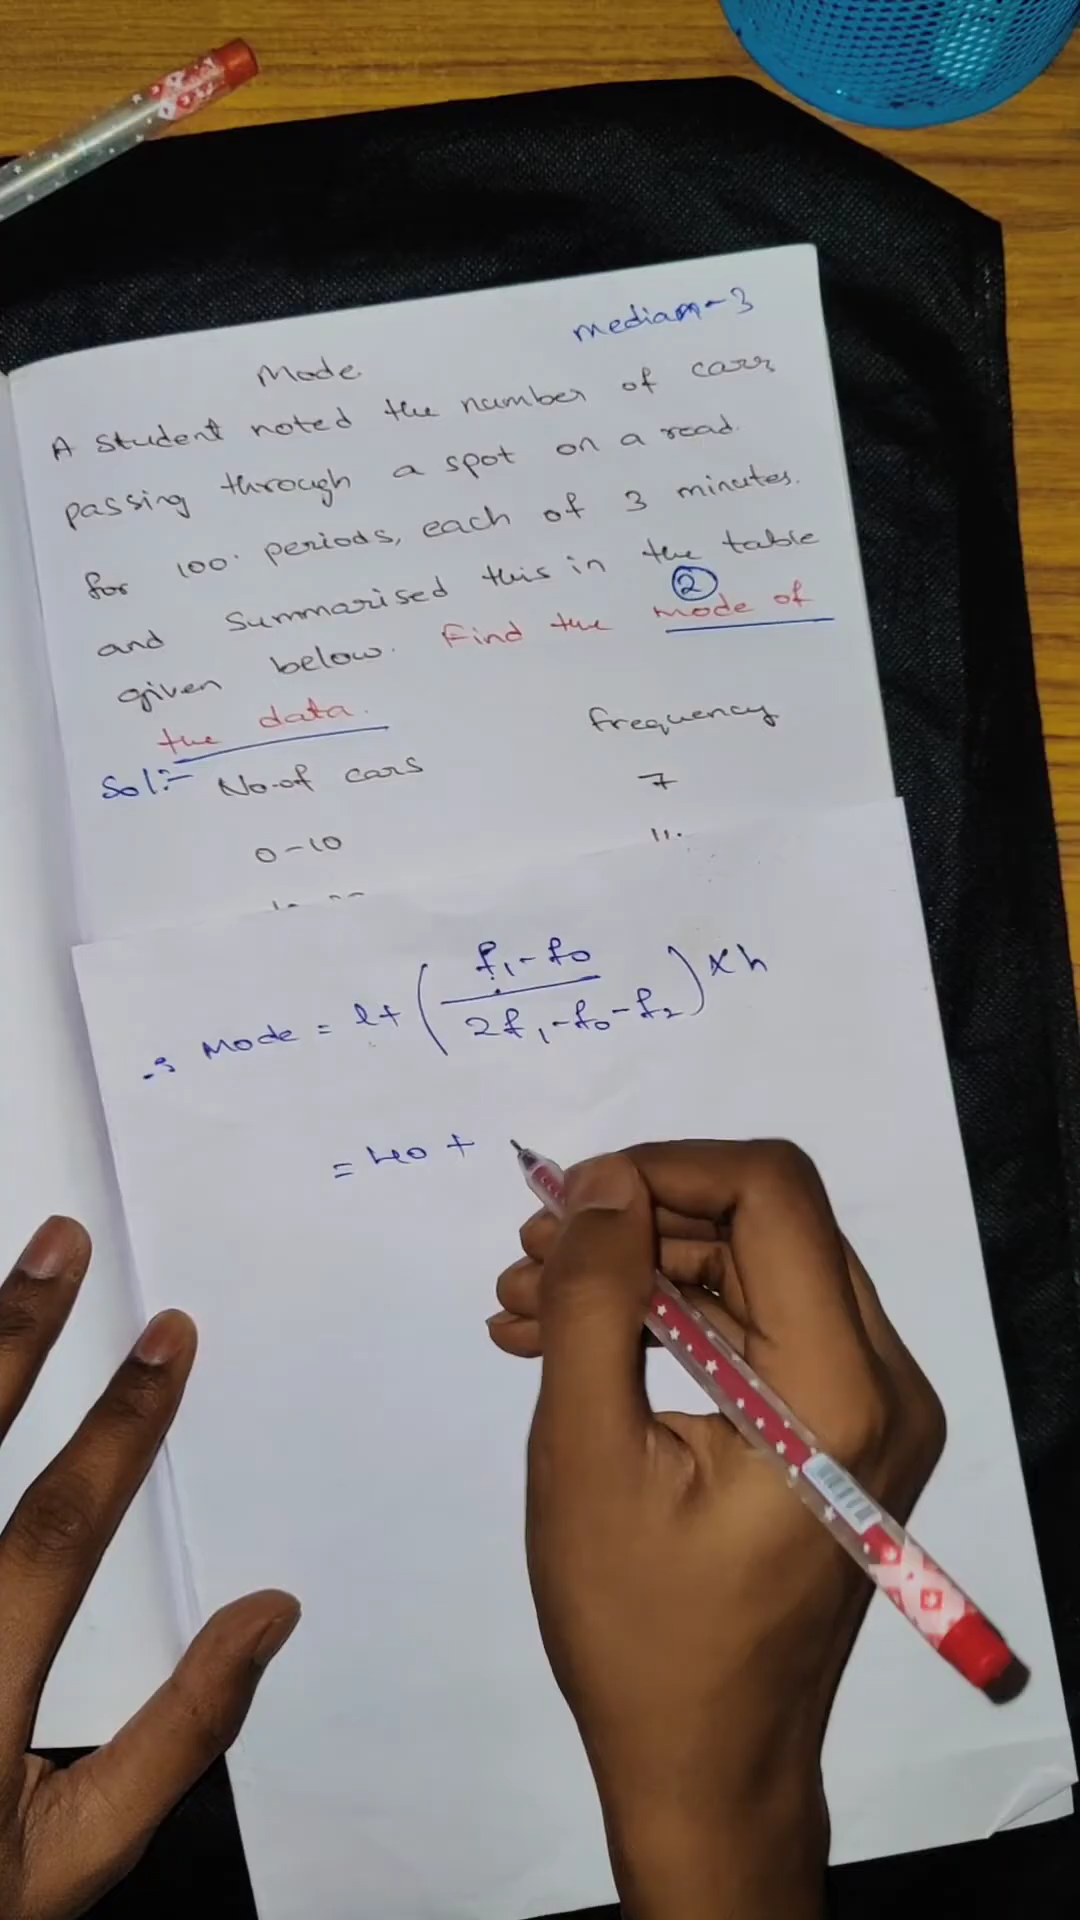 median-3
Mode
A student noted the number of cars
passing through a spot on a road.
for 100. periods, each of 3 minutes.
and Summarised this in the table
2
given below. Find the mode of
the data.
Sol:- No.of cars frequency
0-10 7
11.
∴ Mode = l+(f₁-f₀/2f₁-f₀-f₂)×h
= 40 +